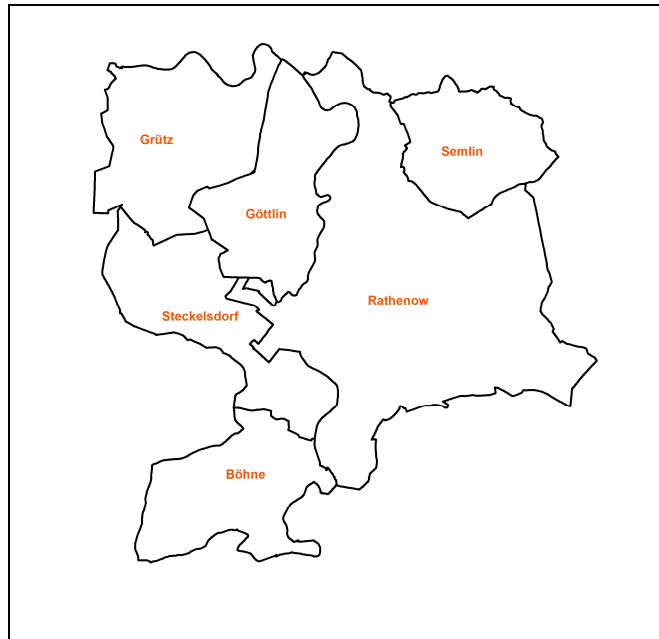 Grütz
Semlin
Göttlin
Rathenow
Steckelsdorf
Böhne